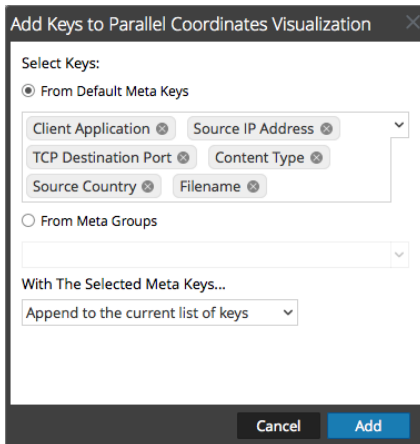 Add Keys to Parallel Coordinates Visualization
Select Keys:
From Default Meta Keys
Client Application Source IP Address
TCP Destination Port Content Type
Source Country Filename
From Meta Groups
With The Selected Meta Keys...
Append to the current list of keys
Cancel Add